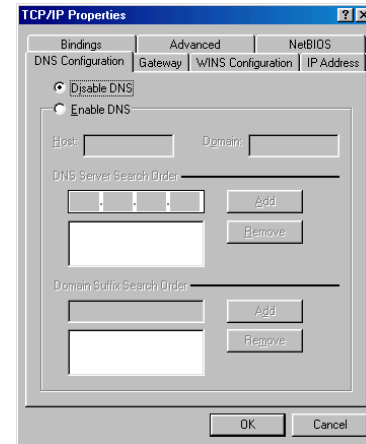 TCP/IP Properties
Bindings Advanced NetBIOS
DNS Configuration Gateway WINS Configuration IP Address
Disable DNS
Enable DNS
Host: Domain:
DNS Server Search Order
Add
Remove
Domain Suffix Search Order
Add
Remove
OK Cancel